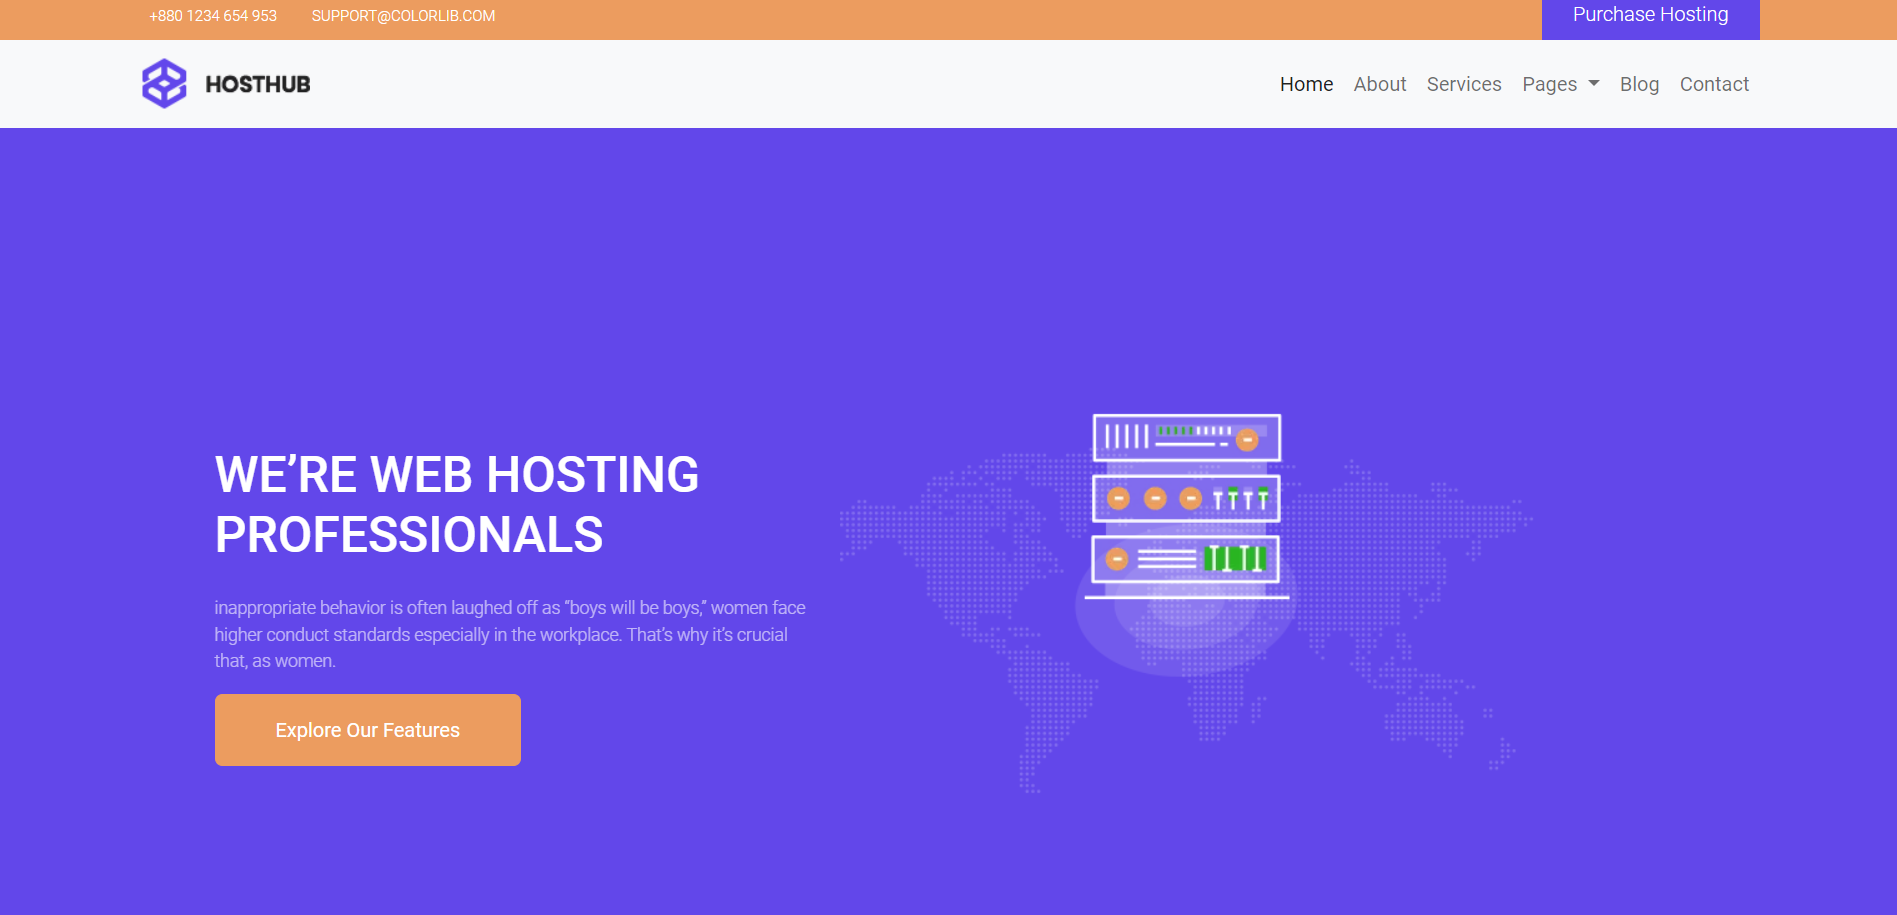 +880 1234 654 953 SUPPORT@COLORLIB.COM Purchase Hosting
HOSTHUB Home About Services Pages Blog Contact
WE’RE WEB HOSTING
PROFESSIONALS
inappropriate behavior is often laughed off as “boys will be boys,” women face
higher conduct standards especially in the workplace. That’s why it’s crucial
that, as women.
Explore Our Features